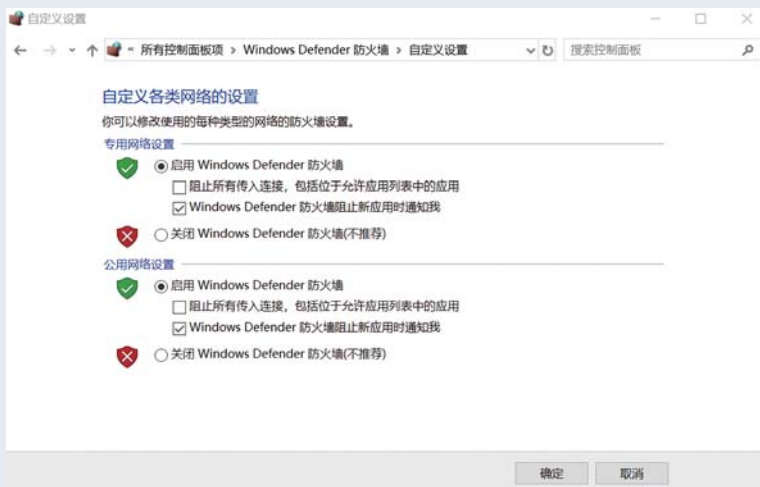 自定义设置
« 所有控制面板项 › Windows Defender 防火墙 › 自定义设置
搜索控制面板
自定义各类网络的设置
你可以修改使用的每种类型的网络的防火墙设置。
专用网络设置
启用 Windows Defender 防火墙
阻止所有传入连接，包括位于允许应用列表中的应用
Windows Defender 防火墙阻止新应用时通知我
关闭 Windows Defender 防火墙(不推荐)
公用网络设置
启用 Windows Defender 防火墙
阻止所有传入连接，包括位于允许应用列表中的应用
Windows Defender 防火墙阻止新应用时通知我
关闭 Windows Defender 防火墙(不推荐)
确定
取消